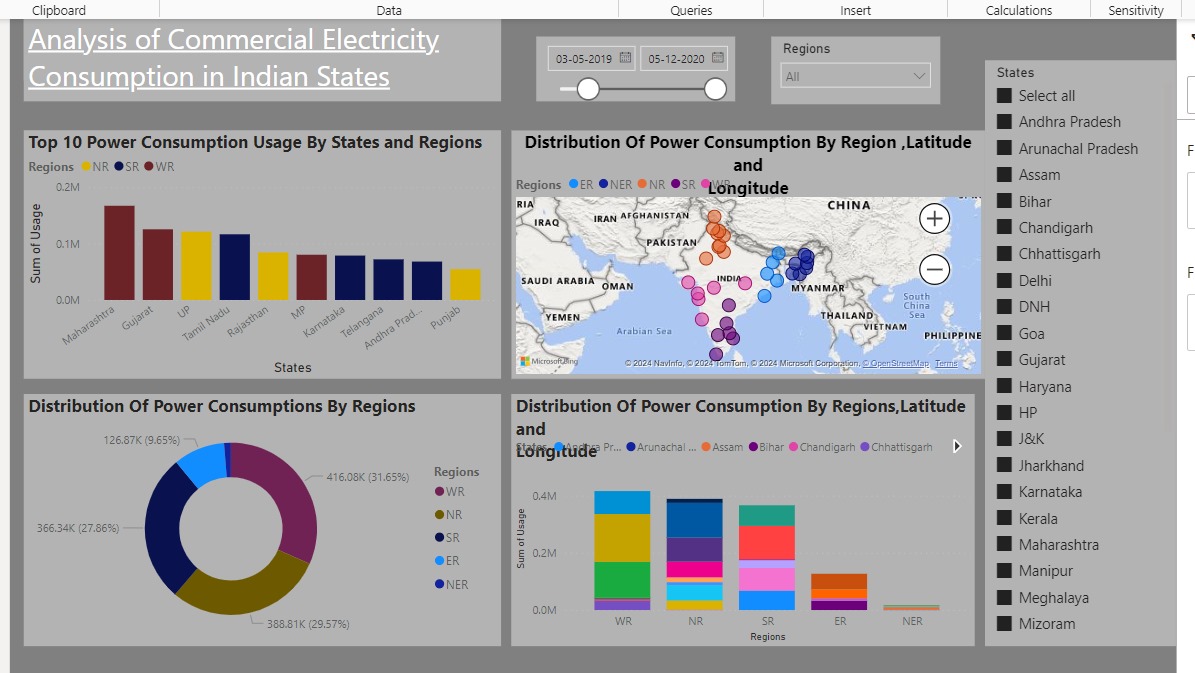 Clipboard
Data
Queries
Insert
Calculations
Sensitivity
Analysis of Commercial Electricity
Consumption in Indian States
03-05-2019
05-12-2020
Regions
All
States
Select all
Andhra Pradesh
Arunachal Pradesh
Assam
Bihar
Chandigarh
Chhattisgarh
Delhi
DNH
Goa
Gujarat
Haryana
HP
J&K
Jharkhand
Karnataka
Kerala
Maharashtra
Manipur
Meghalaya
Mizoram
Top 10 Power Consumption Usage By States and Regions
Regions NR SR WR
Sum of Usage
0.2M
0.1M
0.0M
Maharashtra
Gujarat
UP
Tamil Nadu
Rajasthan
MP
Karnataka
Telangana
Andhra Prad...
Punjab
States
Distribution Of Power Consumption By Region ,Latitude
and
Longitude
Regions ER NER NR SR WR
CHINA
IRAQ
IRAN
AFGHANISTAN
PAKISTAN
SAUDI ARABIA
OMAN
INDIA
MYANMAR
YEMEN
THAILAND
VIETNAM
South
China
Sea
PHILIPPINE
Arabian Sea
Microsoft Bing
© 2024 NavInfo, © 2024 TomTom, © 2024 Microsoft Corporation, © OpenStreetMap Terms
Distribution Of Power Consumptions By Regions
126.87K (9.65%)
416.08K (31.65%)
366.34K (27.86%)
388.81K (29.57%)
Regions
WR
NR
SR
ER
NER
Distribution Of Power Consumption By Regions,Latitude
and
Longitude
States Andhra Pr... Arunachal ... Assam Bihar Chandigarh Chhattisgarh
Sum of Usage
0.4M
0.2M
0.0M
WR
NR
SR
ER
NER
Regions